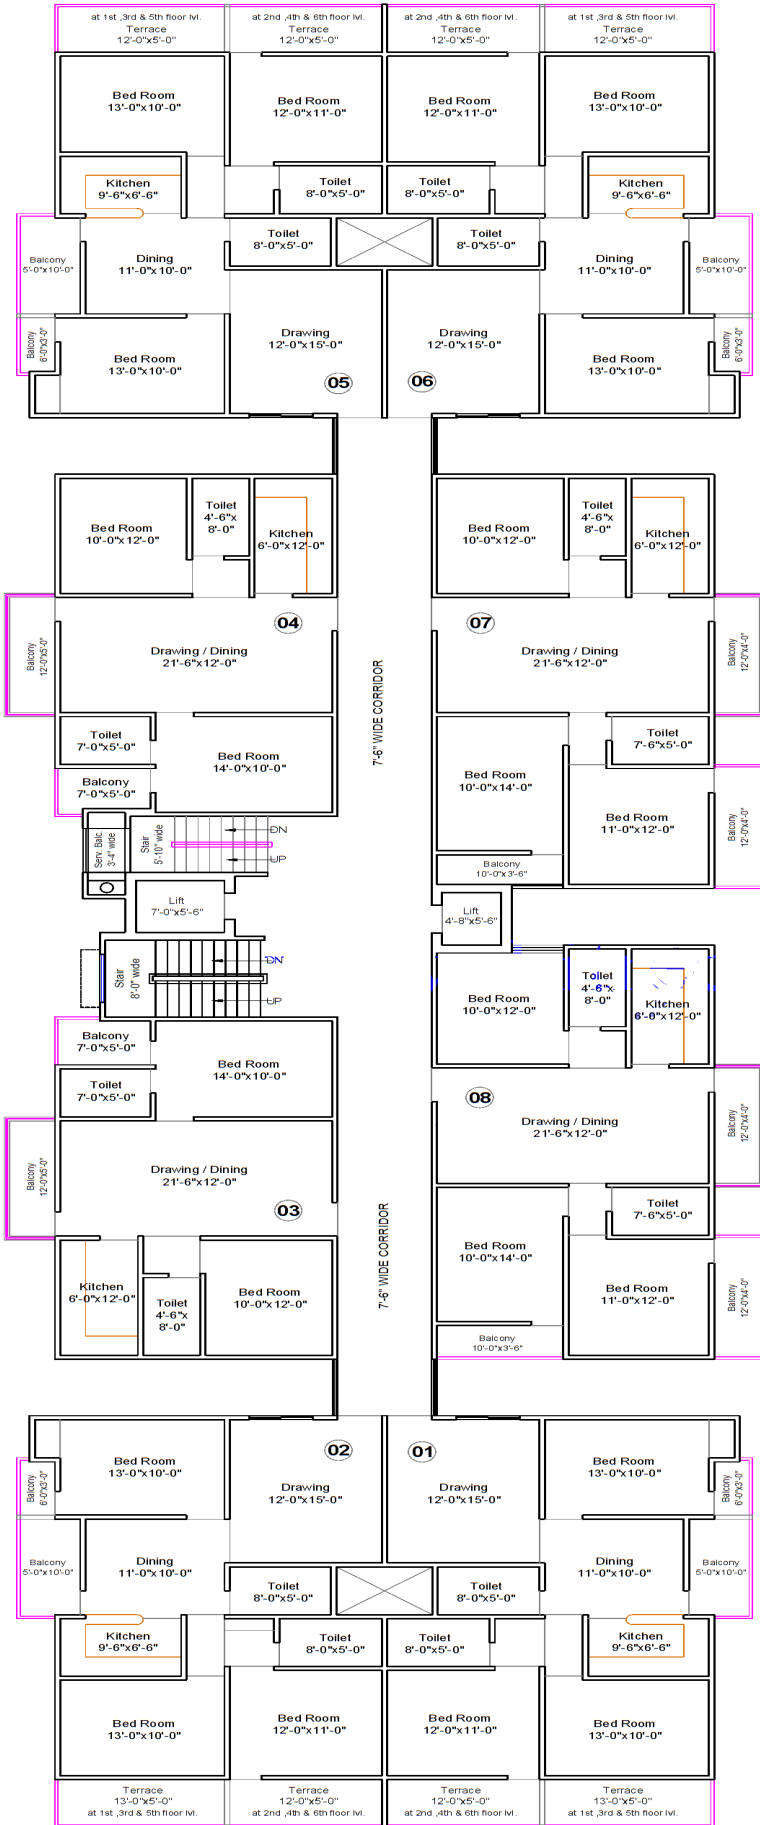 at 1st ,3rd & 5th floor lvl.
Terrace
12'-0"x5'-0"
at 2nd ,4th & 6th floor lvl.
Terrace
12'-0"x5'-0"
at 2nd ,4th & 6th floor lvl.
Terrace
12'-0"x5'-0"
at 1st ,3rd & 5th floor lvl.
Terrace
12'-0"x5'-0"
Bed Room
13'-0"x10'-0"
Bed Room
12'-0"x11'-0"
Bed Room
12'-0"x11'-0"
Bed Room
13'-0"x10'-0"
Kitchen
9'-6"x6'-6"
Toilet
8'-0"x5'-0"
Toilet
8'-0"x5'-0"
Kitchen
9'-6"x6'-6"
Toilet
8'-0"x5'-0"
Toilet
8'-0"x5'-0"
Balcony
5'-0"x10'-0"
Dining
11'-0"x10'-0"
Dining
11'-0"x10'-0"
Balcony
5'-0"x10'-0"
Balcony
6'-0"x3'-0"
Bed Room
13'-0"x10'-0"
Drawing
12'-0"x15'-0"
05
Drawing
12'-0"x15'-0"
06
Bed Room
13'-0"x10'-0"
Balcony
6'-0"x3'-0"
Bed Room
10'-0"x12'-0"
Toilet
4'-6"x
8'-0"
Kitchen
6'-0"x12'-0"
Bed Room
10'-0"x12'-0"
Toilet
4'-6"x
8'-0"
Kitchen
6'-0"x12'-0"
04
07
Balcony
12'-0"x5'-0"
Drawing / Dining
21'-6"x12'-0"
7'-6" WIDE CORRIDOR
Drawing / Dining
21'-6"x12'-0"
Balcony
12'-0"x4'-0"
Toilet
7'-0"x5'-0"
Bed Room
14'-0"x10'-0"
Balcony
7'-0"x5'-0"
Toilet
7'-6"x5'-0"
Bed Room
10'-0"x14'-0"
Bed Room
11'-0"x12'-0"
Balcony
12'-0"x4'-0"
Balcony
10'-0"x3'-6"
Serv. Balc.
3'-4" wide
Stair
5'-10" wide
DN
UP
Lift
7'-0"x5'-6"
Lift
4'-8"x5'-6"
Stair
8'-0" wide
DN
UP
Bed Room
10'-0"x12'-0"
Toilet
4'-6"x
8'-0"
Kitchen
6'-0"x12'-0"
Balcony
7'-0"x5'-0"
Toilet
7'-0"x5'-0"
Bed Room
14'-0"x10'-0"
08
Balcony
12'-0"x5'-0"
Drawing / Dining
21'-6"x12'-0"
03
Drawing / Dining
21'-6"x12'-0"
Balcony
12'-0"x4'-0"
7'-6" WIDE CORRIDOR
Toilet
7'-6"x5'-0"
Bed Room
10'-0"x14'-0"
Bed Room
11'-0"x12'-0"
Balcony
12'-0"x4'-0"
Kitchen
6'-0"x12'-0"
Toilet
4'-6"x
8'-0"
Bed Room
10'-0"x12'-0"
Balcony
10'-0"x3'-6"
02
01
Balcony
6'-0"x3'-0"
Bed Room
13'-0"x10'-0"
Drawing
12'-0"x15'-0"
Drawing
12'-0"x15'-0"
Bed Room
13'-0"x10'-0"
Balcony
6'-0"x3'-0"
Balcony
5'-0"x10'-0"
Dining
11'-0"x10'-0"
Dining
11'-0"x10'-0"
Balcony
5'-0"x10'-0"
Toilet
8'-0"x5'-0"
Toilet
8'-0"x5'-0"
Kitchen
9'-6"x6'-6"
Toilet
8'-0"x5'-0"
Toilet
8'-0"x5'-0"
Kitchen
9'-6"x6'-6"
Bed Room
13'-0"x10'-0"
Bed Room
12'-0"x11'-0"
Bed Room
12'-0"x11'-0"
Bed Room
13'-0"x10'-0"
Terrace
13'-0"x5'-0"
at 1st ,3rd & 5th floor lvl.
Terrace
12'-0"x5'-0"
at 2nd ,4th & 6th floor lvl.
Terrace
12'-0"x5'-0"
at 2nd ,4th & 6th floor lvl.
Terrace
13'-0"x5'-0"
at 1st ,3rd & 5th floor lvl.